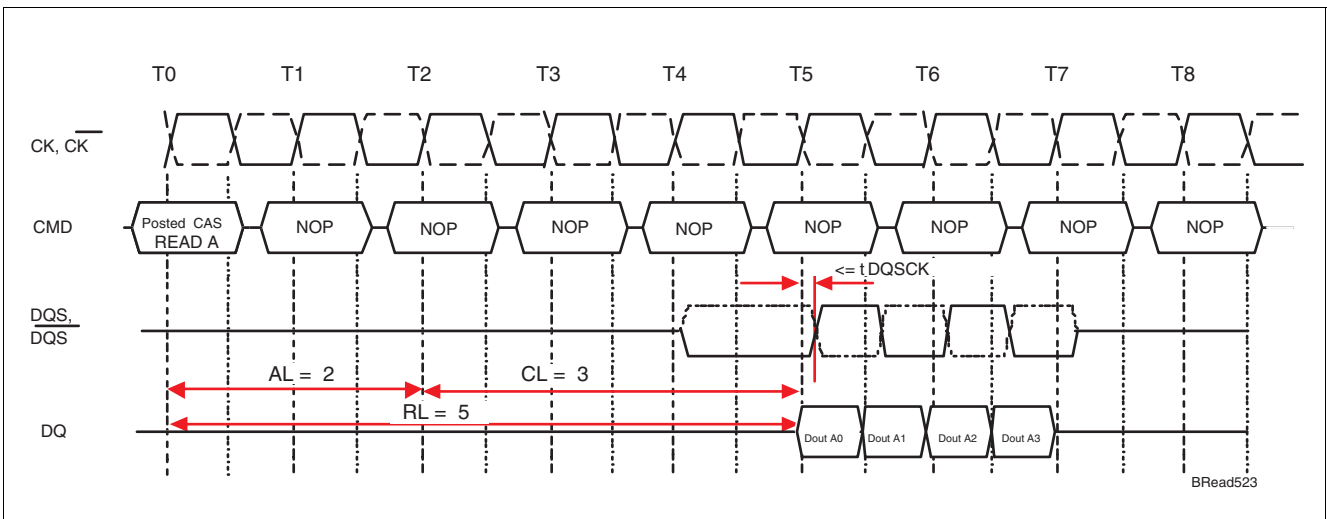 T0 T1 T2 T3 T4 T5 T6 T7 T8
CK, CK
CMD
Posted CAS
READ A
NOP NOP NOP NOP NOP NOP NOP NOP
<= tDQSCK
DQS,
DQS
AL = 2
CL = 3
RL = 5
DQ
Dout A0 Dout A1 Dout A2 Dout A3
BRead523